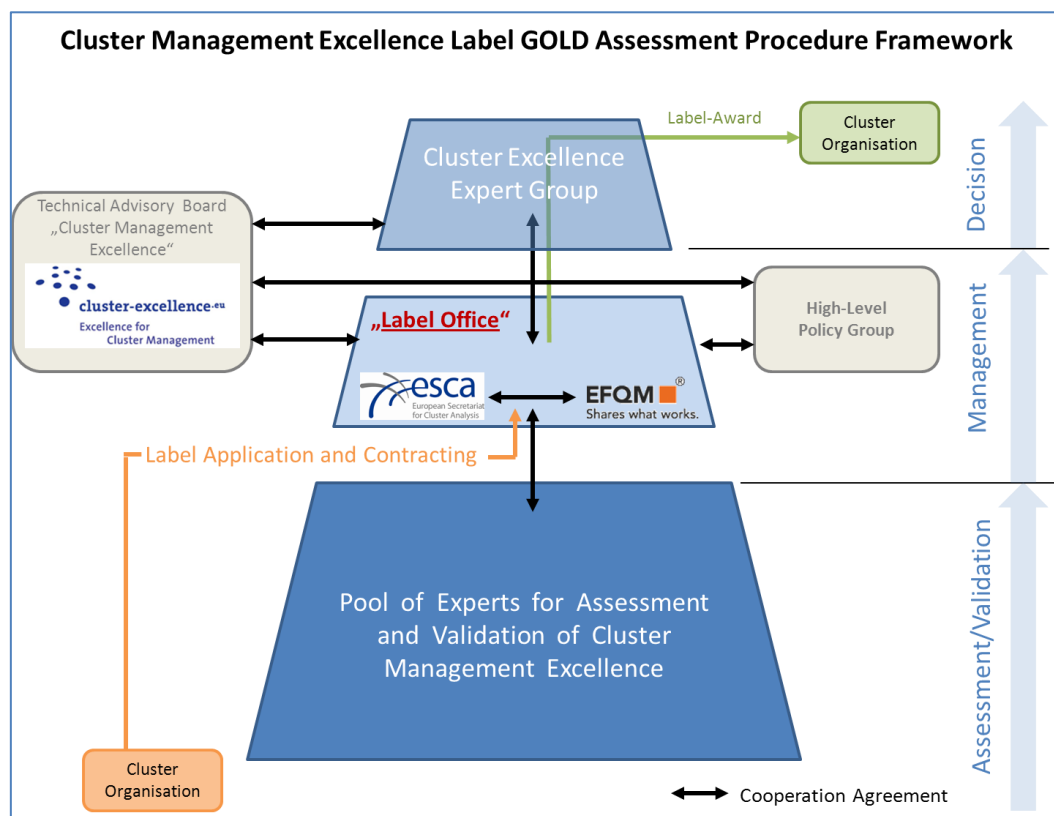 Cluster Management Excellence Label GOLD Assessment Procedure Framework
Label-Award
Cluster
Organisation
Cluster Excellence
Expert Group
Decision
Technical Advisory Board
„Cluster Management
Excellence“
cluster-excellence.eu
Excellence for
Cluster Management
High-Level
Policy Group
„Label Office“
esca
European Secretariat
for Cluster Analysis
EFQM ®
Shares what works.
Management
Label Application and Contracting
Pool of Experts for Assessment
and Validation of Cluster
Management Excellence
Assessment/Validation
Cluster
Organisation
Cooperation Agreement